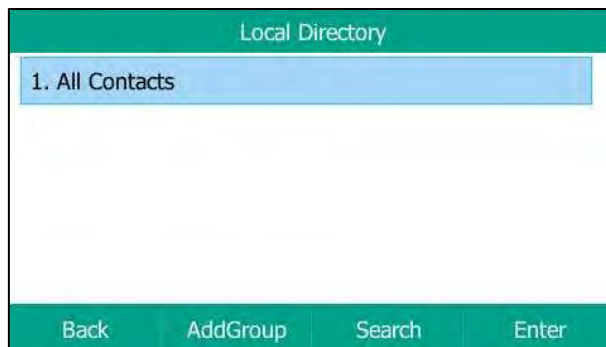 Local Directory
1. All Contacts
Back AddGroup Search Enter